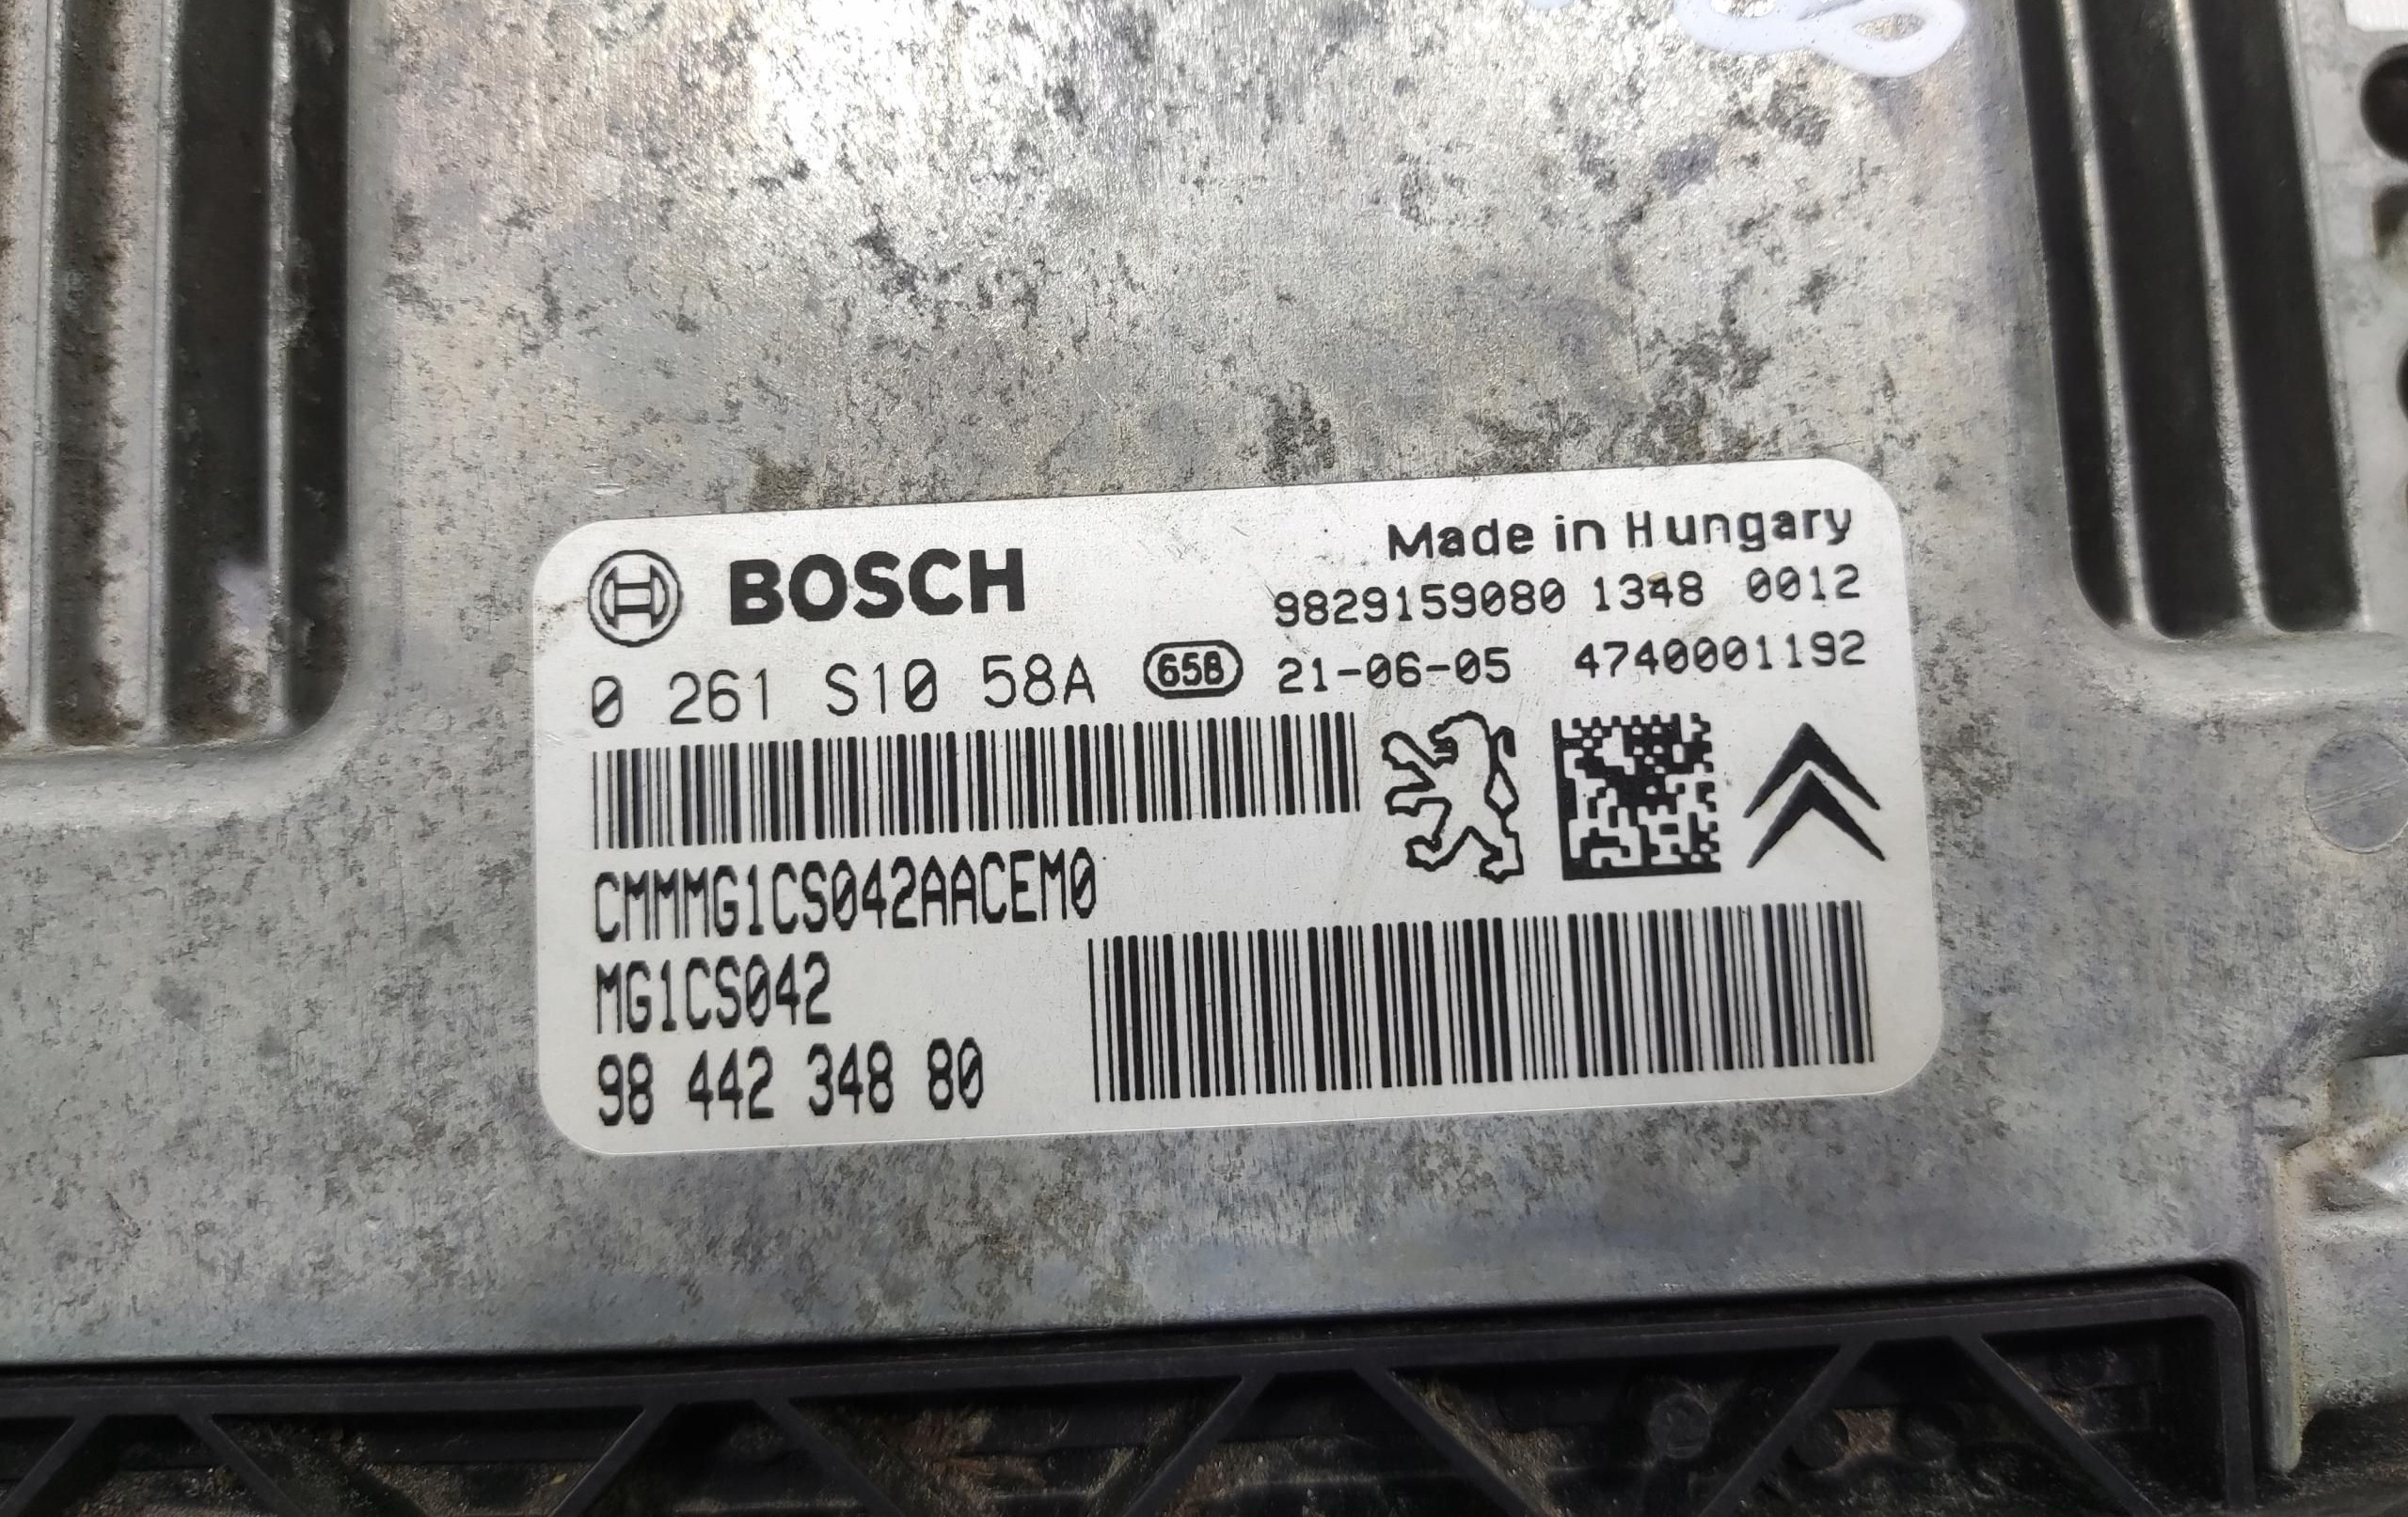 BOSCH
Made in Hungary
9829159080 1348 0012
0 261 S10 58A 658 21-06-05 4740001192
CMMMG1CS042AACEM0
MG1CS042
98 442 348 80